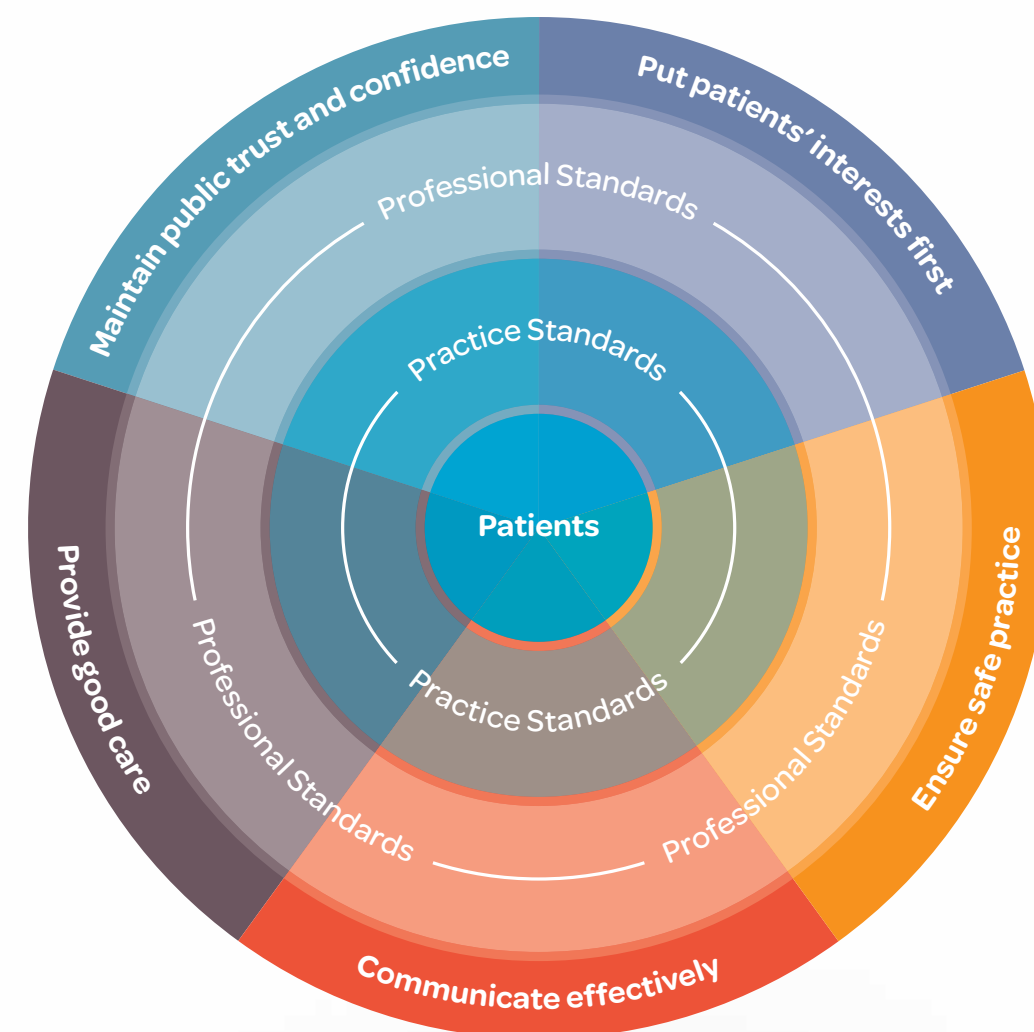 Maintain public trust and confidence
Put patients’ interests first
Professional Standards
Practice Standards
Patients
Provide good care
Ensure safe practice
Professional Standards
Practice Standards
Professional Standards
Communicate effectively